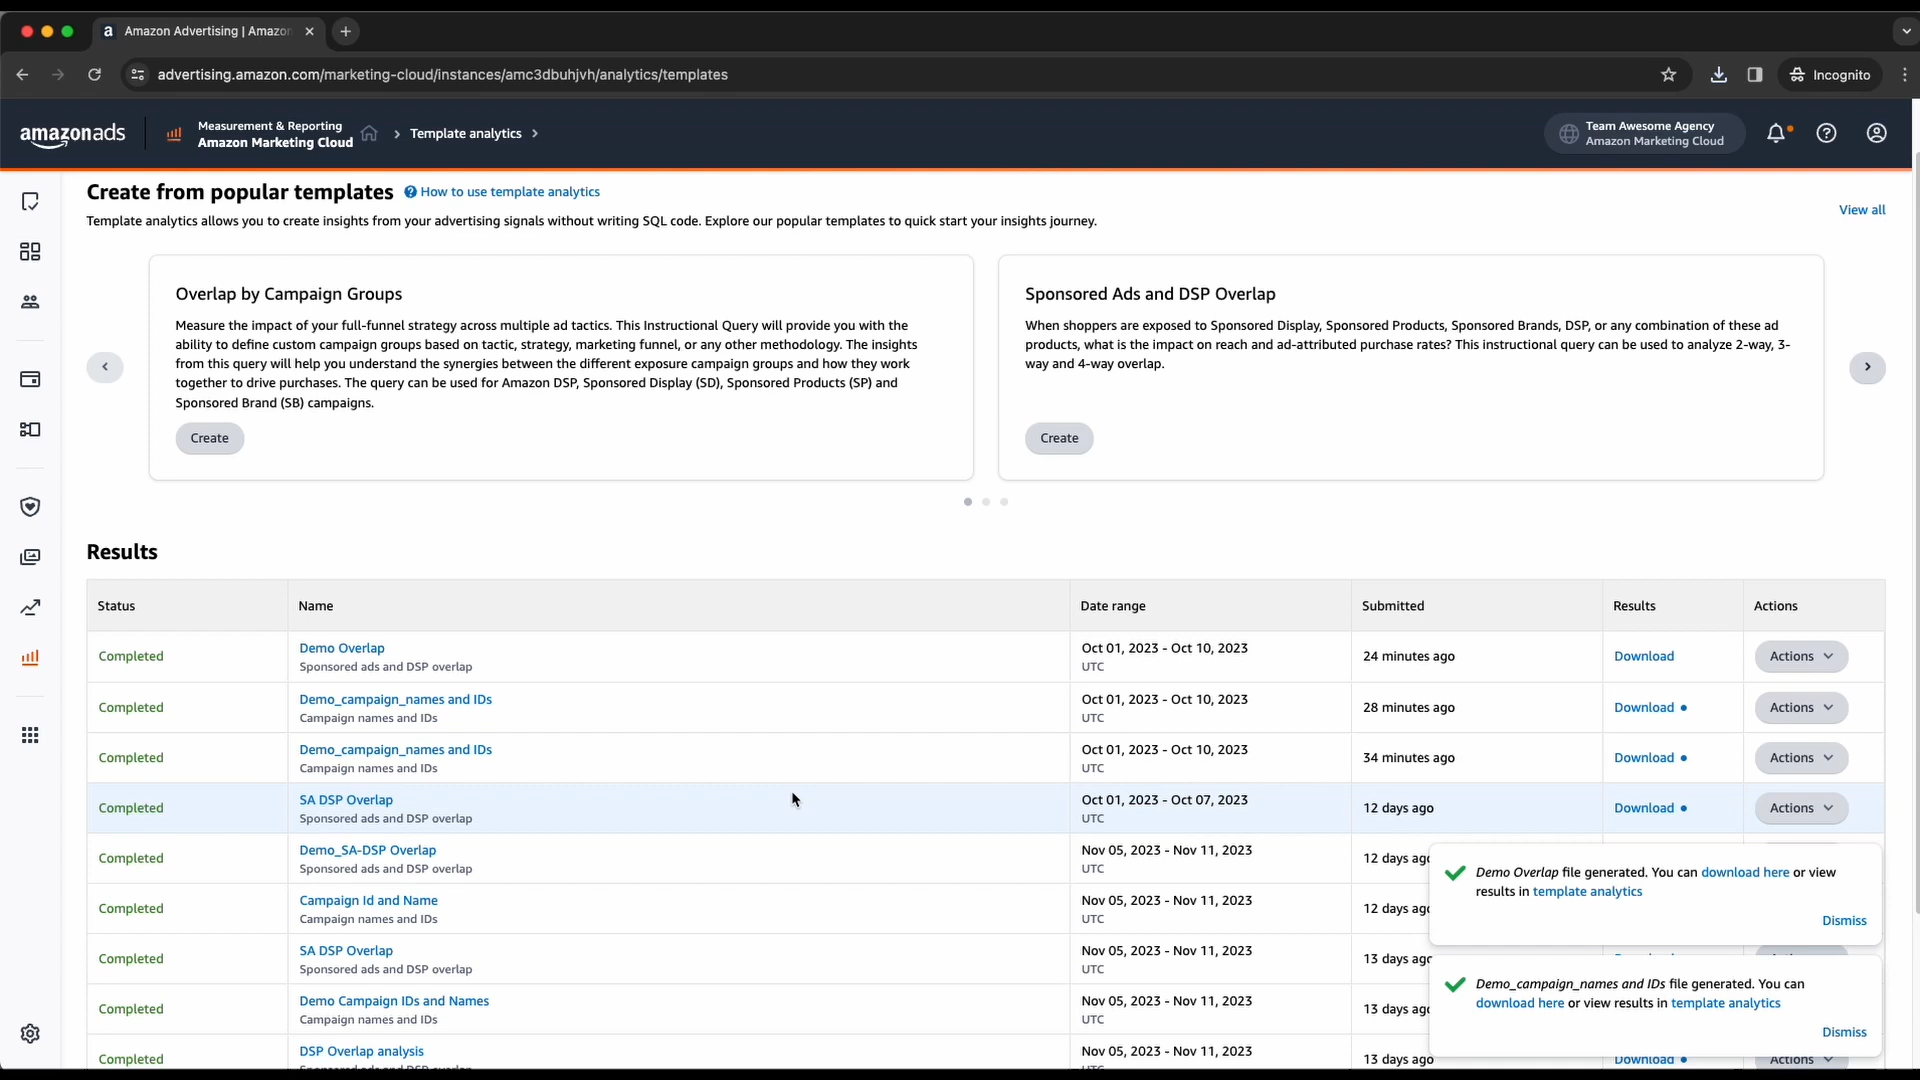 Amazon Advertising | Amazon
advertising.amazon.com/marketing-cloud/instances/amc3dbuhjvh/analytics/templates
Incognito
amazonads
Measurement & Reporting
Amazon Marketing Cloud
Template analytics
Team Awesome Agency
Amazon Marketing Cloud
Create from popular templates
How to use template analytics
View all
Template analytics allows you to create insights from your advertising signals without writing SQL code. Explore our popular templates to quick start your insights journey.
Overlap by Campaign Groups
Measure the impact of your full-funnel strategy across multiple ad tactics. This Instructional Query will provide you with the
ability to define custom campaign groups based on tactic, strategy, marketing funnel, or any other methodology. The insights
from this query will help you understand the synergies between the different exposure campaign groups and how they work
together to drive purchases. The query can be used for Amazon DSP, Sponsored Display (SD), Sponsored Products (SP) and
Sponsored Brand (SB) campaigns.
Create
Sponsored Ads and DSP Overlap
When shoppers are exposed to Sponsored Display, Sponsored Products, Sponsored Brands, DSP, or any combination of these ad
products, what is the impact on reach and ad-attributed purchase rates? This instructional query can be used to analyze 2-way, 3-
way and 4-way overlap.
Create
Results
Status Name Date range Submitted Results Actions
Completed Demo Overlap Oct 01, 2023 - Oct 10, 2023 24 minutes ago Download Actions
Sponsored ads and DSP overlap UTC
Completed Demo_campaign_names and IDs Oct 01, 2023 - Oct 10, 2023 28 minutes ago Download Actions
Campaign names and IDs UTC
Completed Demo_campaign_names and IDs Oct 01, 2023 - Oct 10, 2023 34 minutes ago Download Actions
Campaign names and IDs UTC
Completed SA DSP Overlap Oct 01, 2023 - Oct 07, 2023 12 days ago Download Actions
Sponsored ads and DSP overlap UTC
Completed Demo_SA-DSP Overlap Nov 05, 2023 - Nov 11, 2023 12 days ago
Sponsored ads and DSP overlap UTC
Completed Campaign Id and Name Nov 05, 2023 - Nov 11, 2023 12 days ago
Campaign names and IDs UTC
Completed SA DSP Overlap Nov 05, 2023 - Nov 11, 2023 13 days ago
Sponsored ads and DSP overlap UTC
Completed Demo Campaign IDs and Names Nov 05, 2023 - Nov 11, 2023 13 days ago
Campaign names and IDs UTC
Completed DSP Overlap analysis Nov 05, 2023 - Nov 11, 2023 13 days ago Download Actions
Demo Overlap file generated. You can download here or view
results in template analytics
Dismiss
Demo_campaign_names and IDs file generated. You can
download here or view results in template analytics
Dismiss